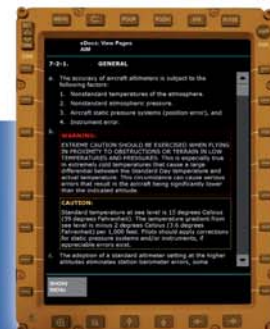 eDocs: View Pages
AIM
7-2-1. GENERAL
a. The accuracy of aircraft altimeters is subject to the
following factors:
1. Nonstandard temperatures of the atmosphere.
2. Nonstandard atmospheric pressure.
3. Aircraft static pressure systems (position error), and
4. Instrument error.
b.
WARNING:
EXTREME CAUTION SHOULD BE EXERCISED WHEN FLYING
IN PROXIMITY TO OBSTRUCTIONS OR TERRAIN IN LOW
TEMPERATURES AND PRESSURES. This is especially true
in extremely cold temperatures that cause a large
differential between the Standard Day temperature and
actual temperature. This circumstance can cause serious
errors that result in the aircraft being significantly lower
than the indicated altitude.
CAUTION:
Standard temperature at sea level is 15 degrees Celsius
(59 degrees Fahrenheit). The temperature gradient from
sea level is minus 2 degrees Celsius (3.6 degrees
Fahrenheit) per 1,000 feet. Pilots should apply corrections
for static pressure systems and/or instruments, if
appreciable errors exist.
c. The adoption of a standard altimeter setting at the higher
altitudes eliminates station barometer errors, some
SHOW
MENU